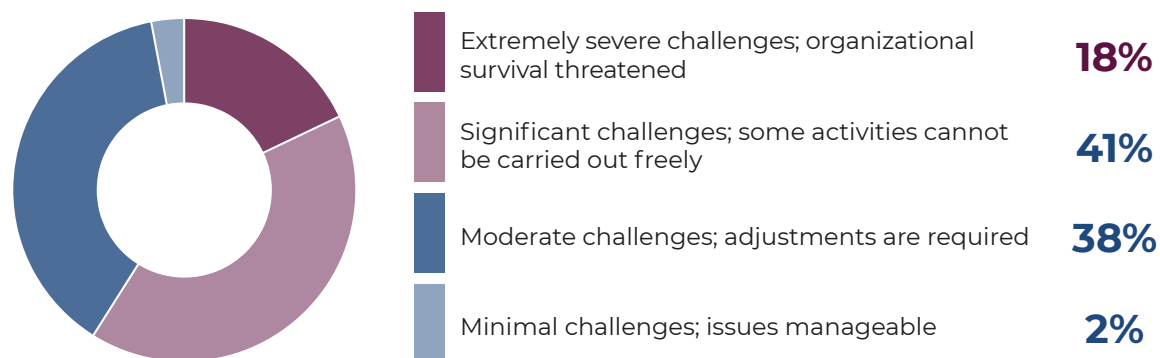 Extremely severe challenges; organizational
survival threatened
18%
Significant challenges; some activities cannot
be carried out freely
41%
Moderate challenges; adjustments are required
38%
Minimal challenges; issues manageable
2%